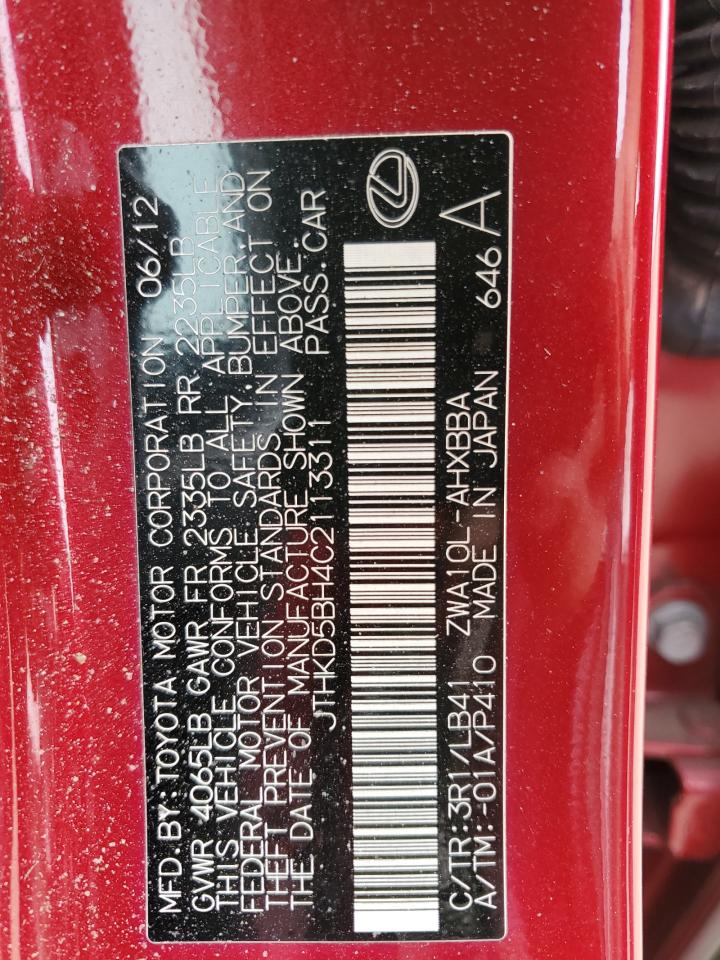 MFD.BY:TOYOTA MOTOR CORPORATION 06/12
GVWR 4065LB GAWR FR 2335LB RR 2235LB
THIS VEHICLE CONFORMS TO ALL APPLICABLE
FEDERAL MOTOR VEHICLE SAFETY,BUMPER,AND
THEFT PREVENTION STANDARDS IN EFFECT ON
THE DATE OF MANUFACTURE SHOWN ABOVE.
JTHKD5BH4C2113311 PASS.CAR
C/TR:3R1/LB41 ZWA10L-AHXBBA
A/TM:-01A/P410 MADE IN JAPAN 646 A